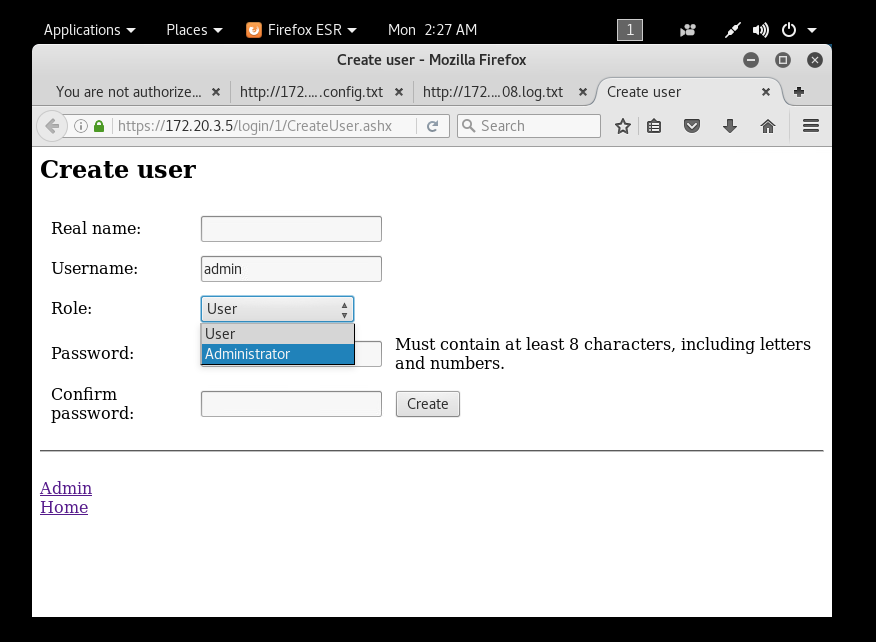 Applications Places Firefox ESR Mon 2:27 AM 1
Create user - Mozilla Firefox
You are not authorize... http://172.....config.txt http://172....08.log.txt Create user
https://172.20.3.5/login/1/CreateUser.ashx Search
Create user
Real name:
Username: admin
Role: User
User
Administrator
Password: Must contain at least 8 characters, including letters
and numbers.
Confirm
password: Create
Admin
Home